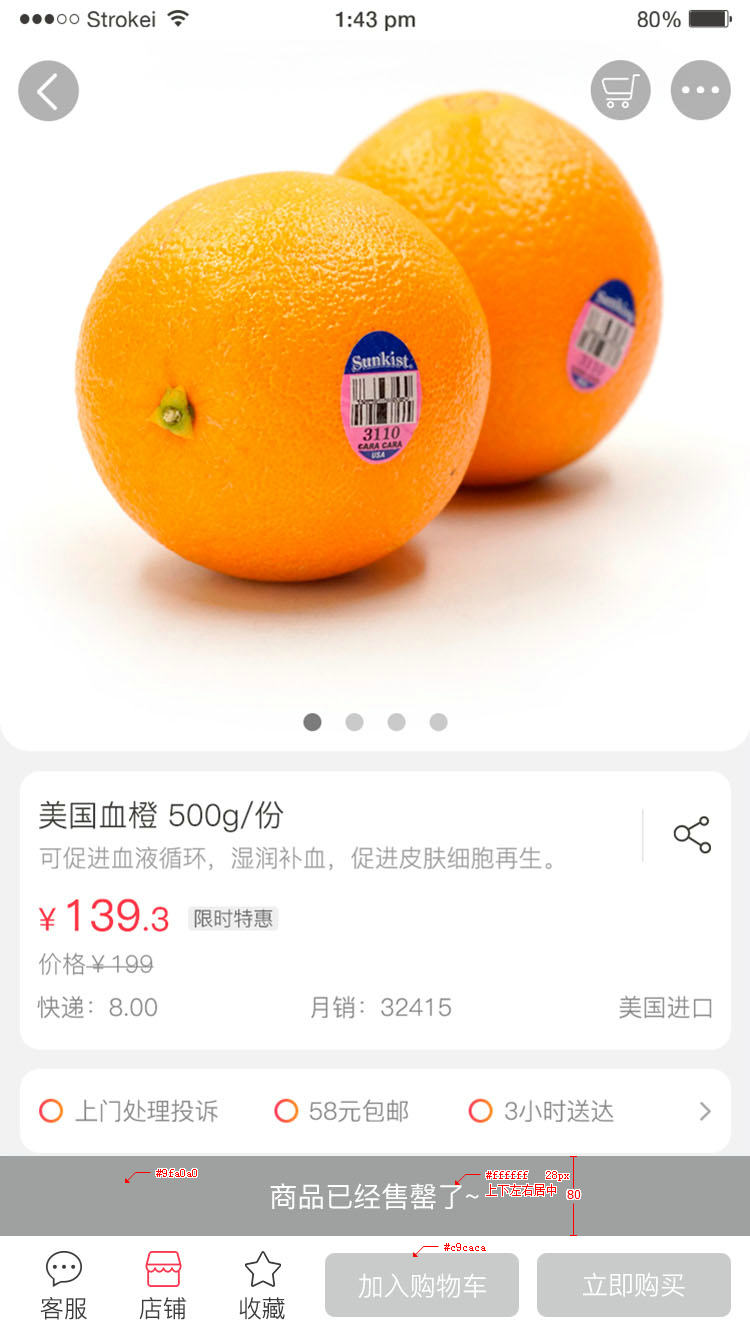 Strokei 1:43 pm 80%
Sunkist
3110
CARA CARA
USA
Sunkist
3110
美国血橙 500g/份
可促进血液循环，湿润补血，促进皮肤细胞再生。
¥139.3 限时特惠
价格¥199
快递：8.00 月销：32415 美国进口
上门处理投诉 58元包邮 3小时送达
#9fa0a0
#ffffff 28px
上下左右居中
80
商品已经售罄了~
#c9caca
客服 店铺 收藏 加入购物车 立即购买